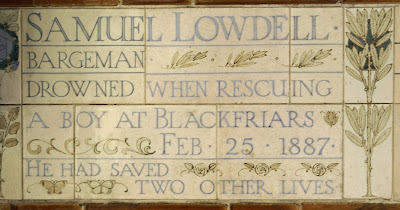 SAMUEL LOWDELL ·
BARGEMAN
DROWNED WHEN RESCUING
A BOY AT BLACKFRIARS
FEB · 25 · 1887 ·
HE HAD SAVED
TWO OTHER LIVES